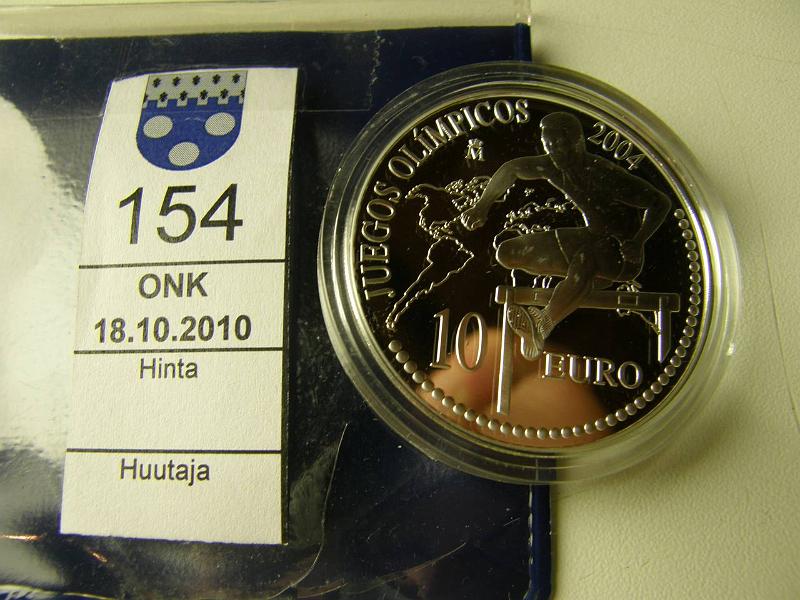 154
ONK
18.10.2010
Hinta
Huutaja
JUEGOS OLÍMPICOS
2004
M
10
EURO